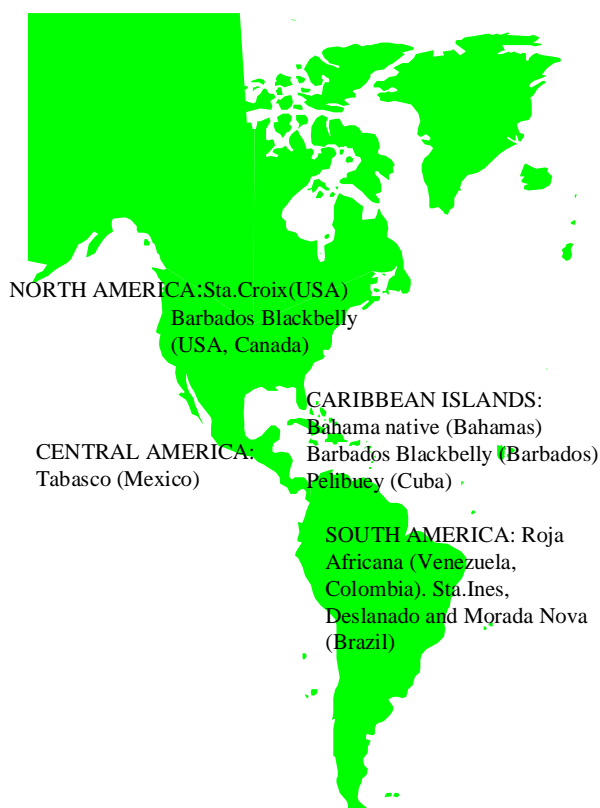 NORTH AMERICA:Sta.Croix(USA)
Barbados Blackbelly
(USA, Canada)
CARIBBEAN ISLANDS:
Bahama native (Bahamas)
Barbados Blackbelly (Barbados)
Pelibuey (Cuba)
CENTRAL AMERICA:
Tabasco (Mexico)
SOUTH AMERICA: Roja
Africana (Venezuela,
Colombia). Sta.Ines,
Deslanado and Morada Nova
(Brazil)